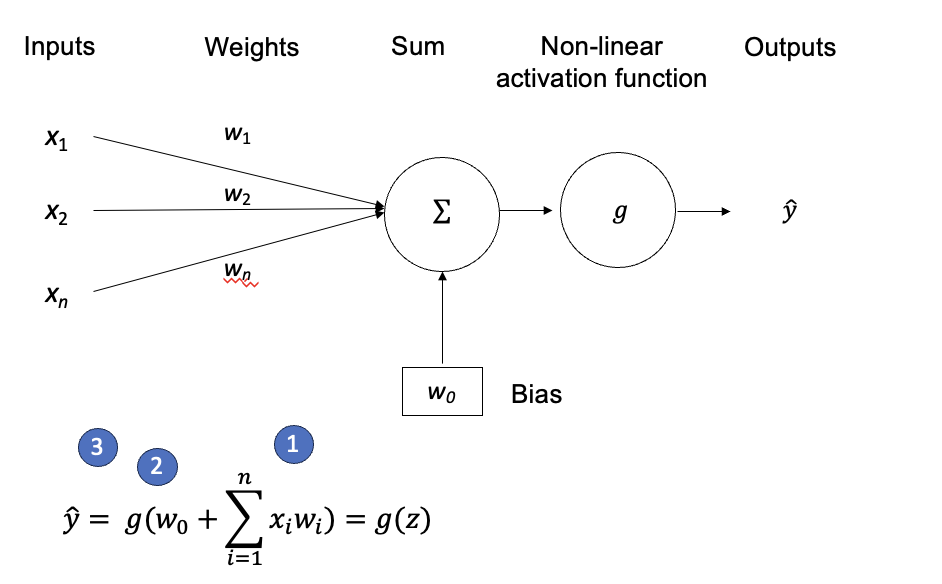 Inputs Weights Sum Non-linear activation function Outputs
x₁ w₁
x₂ w₂ Σ g ŷ
wₙ
xₙ
w₀ Bias
3 2 1
ŷ = g(w₀ + ∑ⁿᵢ₌₁ xᵢwᵢ) = g(z)